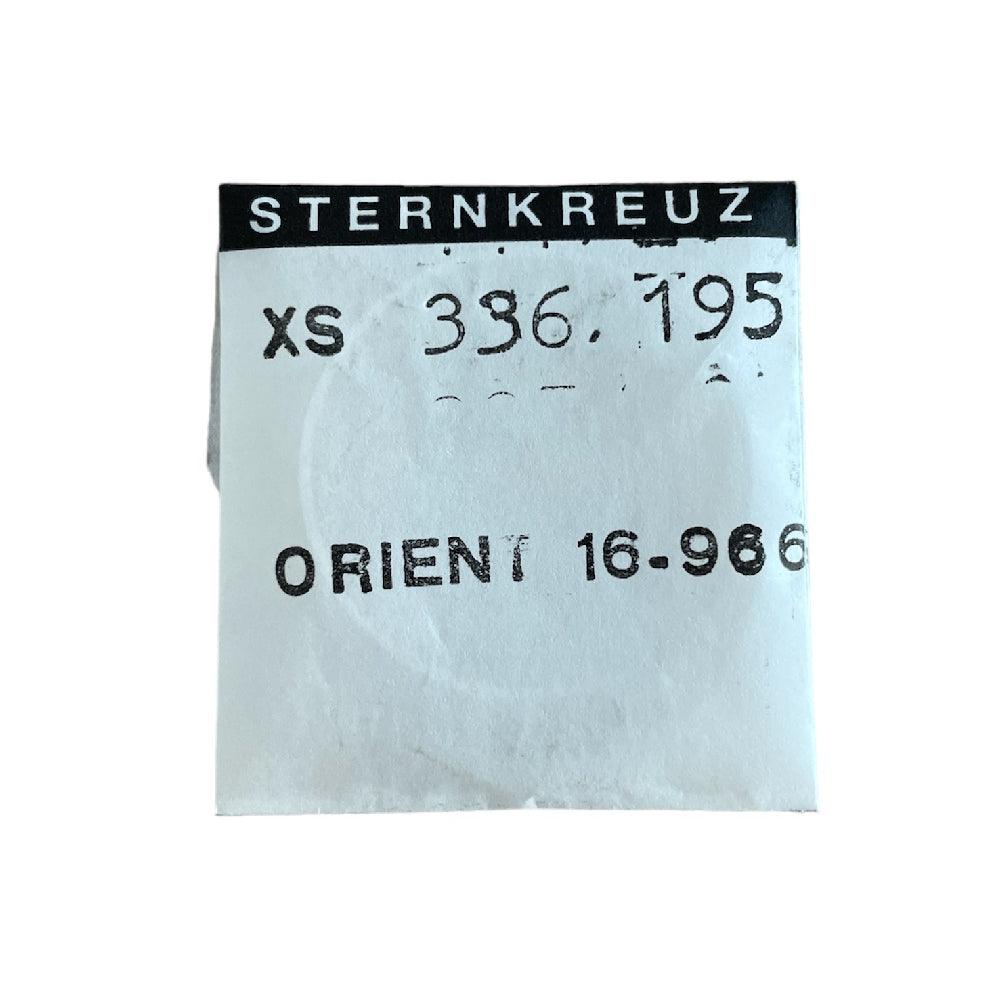 STERNKREUZ
XS 336.195
ORIENT 16-966